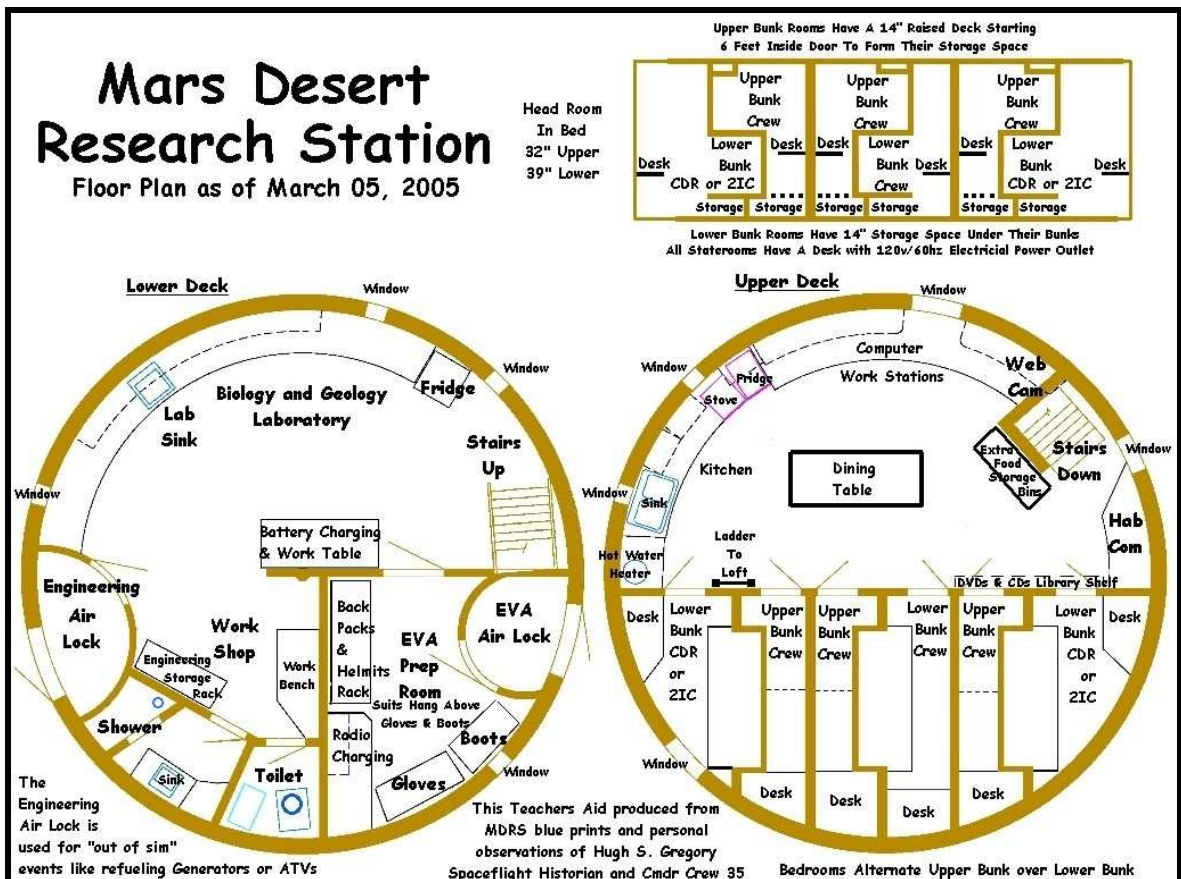 Mars Desert
Research Station
Floor Plan as of March 05, 2005
Upper Bunk Rooms Have A 14" Raised Deck Starting
6 Feet Inside Door To Form Their Storage Space
Head Room
In Bed
32" Upper
39" Lower
Upper
Bunk
Crew
Upper
Bunk
Crew
Upper
Bunk
Crew
Desk
Lower
Bunk
CDR or 2IC
Desk
Desk
Lower
Bunk
Crew
Desk
Desk
Lower
Bunk
CDR or 2IC
Desk
Storage
Storage
Storage
Storage
Storage
Storage
Lower Bunk Rooms Have 14" Storage Space Under Their Bunks
All Staterooms Have A Desk with 120v/60hz Electricial Power Outlet
Lower Deck
Window
Window
Window
Lab
Sink
Biology and Geology
Laboratory
Fridge
Stairs
Up
Battery Charging
& Work Table
Engineering
Air
Lock
Work
Shop
Engineering
Storage
Rack
Work
Bench
Back
Packs
&
Helmits
Rack
EVA
Prep
Room
Suits Hang Above
Gloves & Boots
EVA
Air Lock
Shower
Sink
Toilet
Radio
Charging
Gloves
Boots
Window
The
Engineering
Air Lock is
used for "out of sim"
events like refueling Generators or ATVs
Upper Deck
Window
Window
Window
Window
Computer
Work Stations
Web
Cam
Fridge
Stove
Kitchen
Sink
Dining
Table
Extra
Food
Storage
Bins
Stairs
Down
Hab
Com
Hot Water
Heater
Ladder
To
Loft
DVDs & CDs Library Shelf
Desk
Lower
Bunk
CDR
or
2IC
Upper
Bunk
Crew
Upper
Bunk
Crew
Lower
Bunk
Crew
Upper
Bunk
Crew
Lower
Bunk
CDR
or
2IC
Desk
Window
Desk
Desk
Desk
Desk
This Teachers Aid produced from
MDRS blue prints and personal
observations of Hugh S. Gregory
Spaceflight Historian and Cmdr Crew 35
Bedrooms Alternate Upper Bunk over Lower Bunk